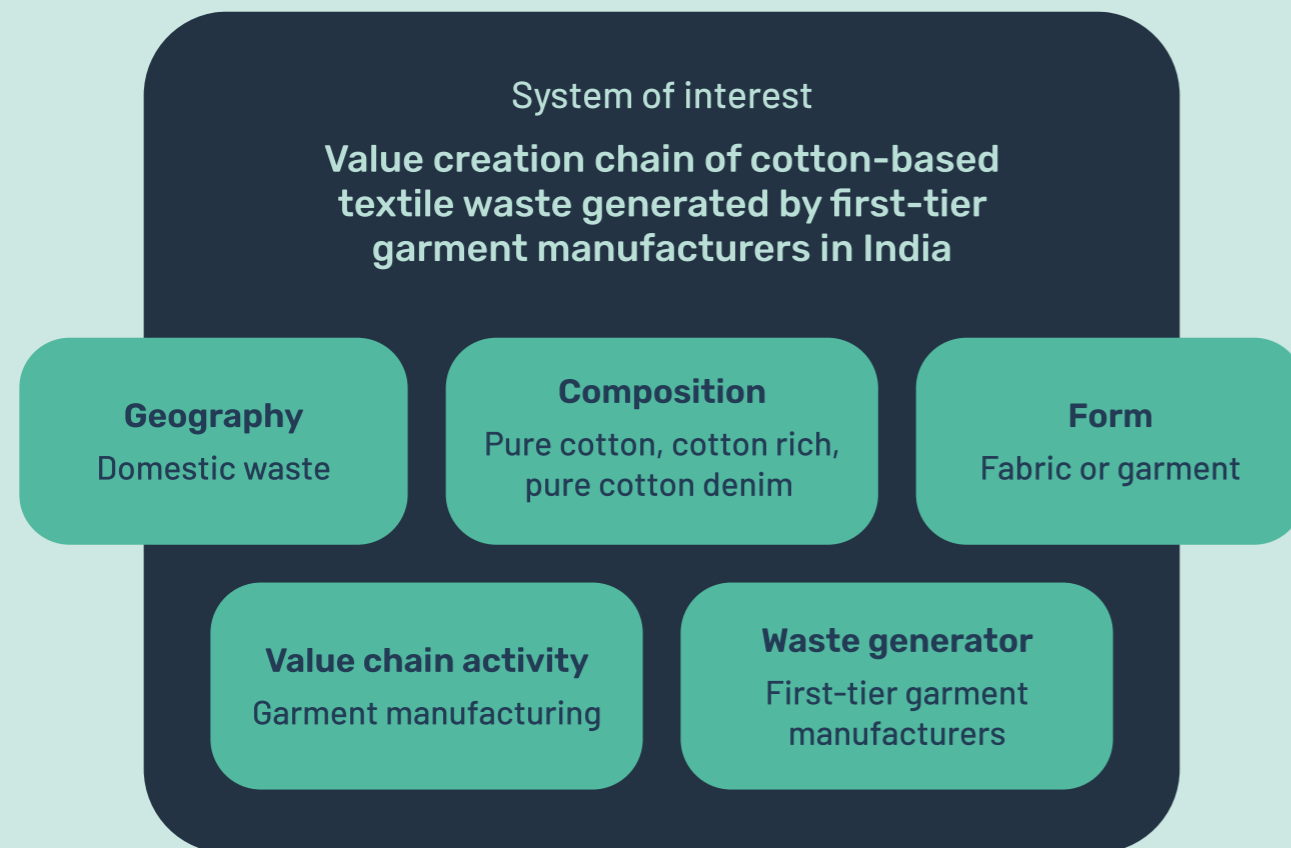 System of interest
Value creation chain of cotton-based
textile waste generated by first-tier
garment manufacturers in India
Geography
Domestic waste
Composition
Pure cotton, cotton rich,
pure cotton denim
Form
Fabric or garment
Value chain activity
Garment manufacturing
Waste generator
First-tier garment
manufacturers